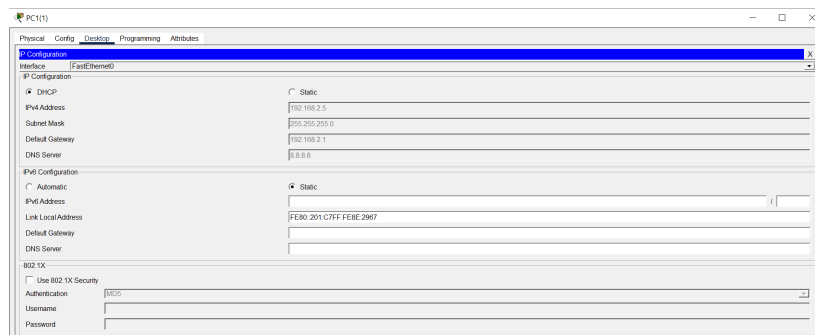 PC1(1)
Physical Config Desktop Programming Attributes
IP Configuration X
Interface FastEthernet0
IP Configuration
DHCP Static
IPv4 Address 192.168.2.5
Subnet Mask 255.255.255.0
Default Gateway 192.168.2.1
DNS Server 8.8.8.8
IPv6 Configuration
Automatic Static
IPv6 Address /
Link Local Address FE80::201:C7FF:FE8E:2967
Default Gateway
DNS Server
802.1X
Use 802.1X Security
Authentication MD5
Username
Password